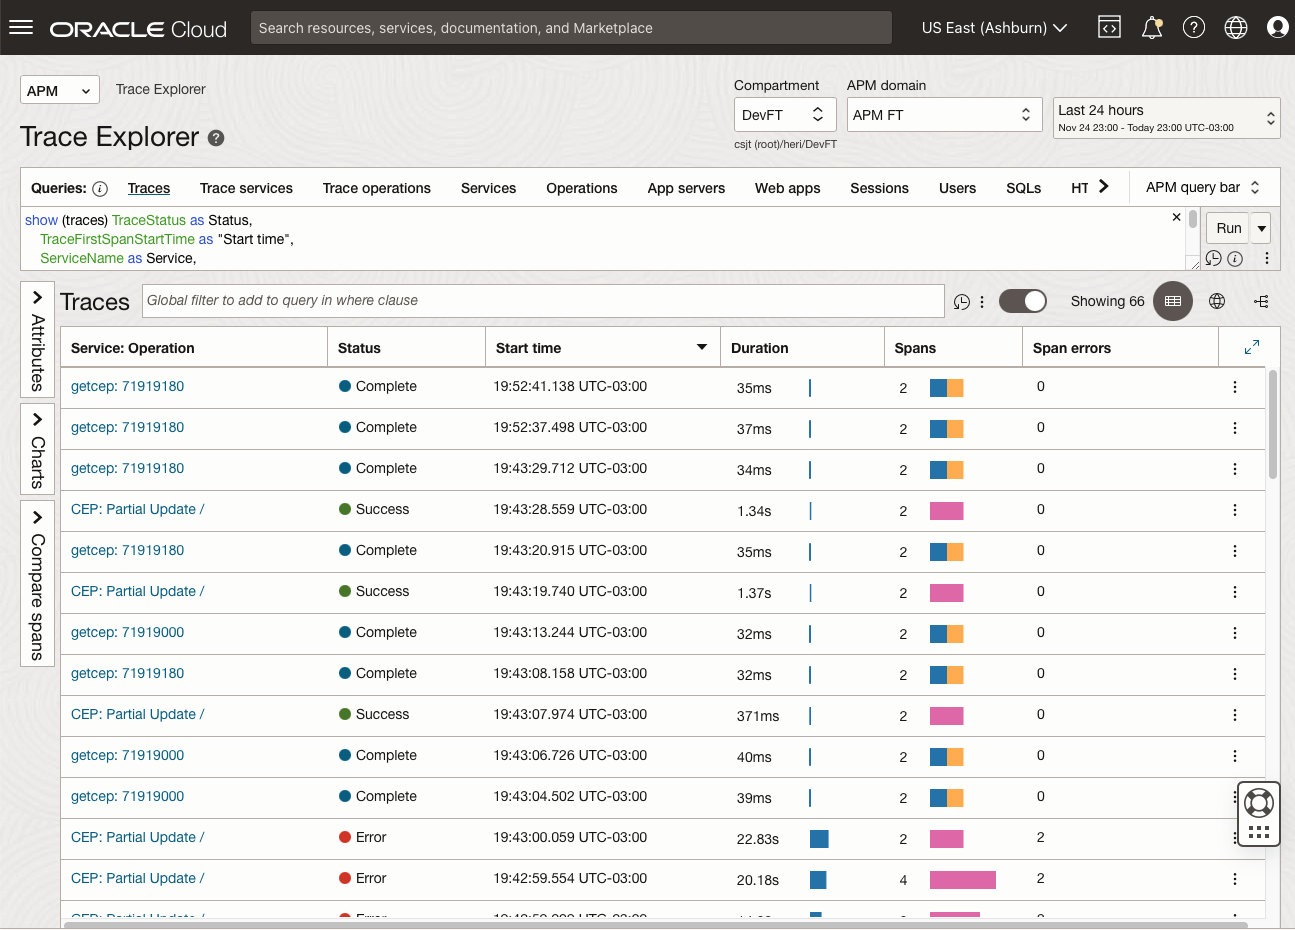 ORACLE Cloud
Search resources, services, documentation, and Marketplace
US East (Ashburn)
APM
Trace Explorer
Compartment
APM domain
DevFT
APM FT
Last 24 hours
Nov 24 23:00 - Today 23:00 UTC-03:00
csjt (root)/heri/DevFT
Trace Explorer
Queries: Traces Trace services Trace operations Services Operations App servers Web apps Sessions Users SQLs HT APM query bar
show (traces) TraceStatus as Status,
TraceFirstSpanStartTime as "Start time",
ServiceName as Service,
Run
Attributes
Charts
Compare spans
Traces
Global filter to add to query in where clause
Showing 66
Service: Operation Status Start time Duration Spans Span errors
getcep: 71919180 Complete 19:52:41.138 UTC-03:00 35ms 2 0
getcep: 71919180 Complete 19:52:37.498 UTC-03:00 37ms 2 0
getcep: 71919180 Complete 19:43:29.712 UTC-03:00 34ms 2 0
CEP: Partial Update / Success 19:43:28.559 UTC-03:00 1.34s 2 0
getcep: 71919180 Complete 19:43:20.915 UTC-03:00 35ms 2 0
CEP: Partial Update / Success 19:43:19.740 UTC-03:00 1.37s 2 0
getcep: 71919000 Complete 19:43:13.244 UTC-03:00 32ms 2 0
getcep: 71919180 Complete 19:43:08.158 UTC-03:00 32ms 2 0
CEP: Partial Update / Success 19:43:07.974 UTC-03:00 371ms 2 0
getcep: 71919000 Complete 19:43:06.726 UTC-03:00 40ms 2 0
getcep: 71919000 Complete 19:43:04.502 UTC-03:00 39ms 2 0
CEP: Partial Update / Error 19:43:00.059 UTC-03:00 22.83s 2 2
CEP: Partial Update / Error 19:42:59.554 UTC-03:00 20.18s 4 2
CEP: Partial Update / Error